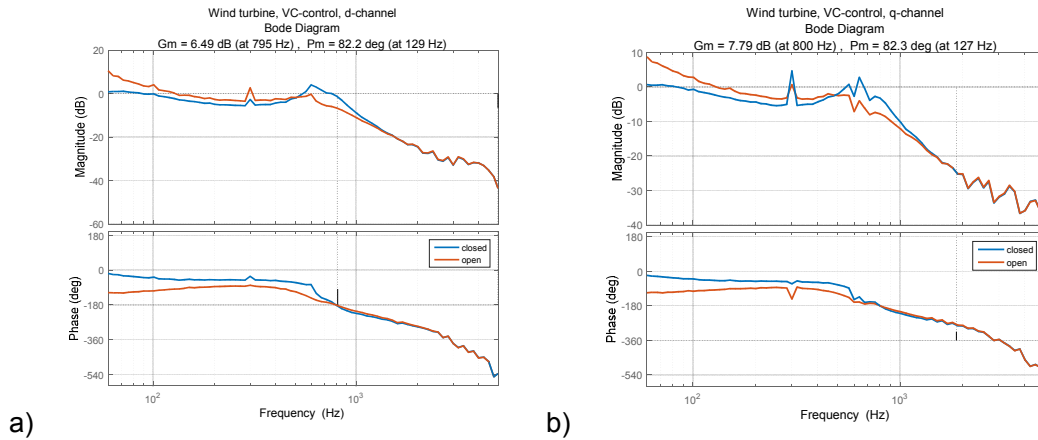 Wind turbine, VC-control, d-channel
Bode Diagram
Gm = 6.49 dB (at 795 Hz) , Pm = 82.2 deg (at 129 Hz)
20
0
-20
-40
-60
Magnitude (dB)
180
0
-180
-360
-540
Phase (deg)
closed
open
10²
10³
Frequency (Hz)
a)
Wind turbine, VC-control, q-channel
Bode Diagram
Gm = 7.79 dB (at 800 Hz) , Pm = 82.3 deg (at 127 Hz)
10
0
-10
-20
-30
-40
Magnitude (dB)
180
0
-180
-360
-540
Phase (deg)
closed
open
10²
10³
Frequency (Hz)
b)